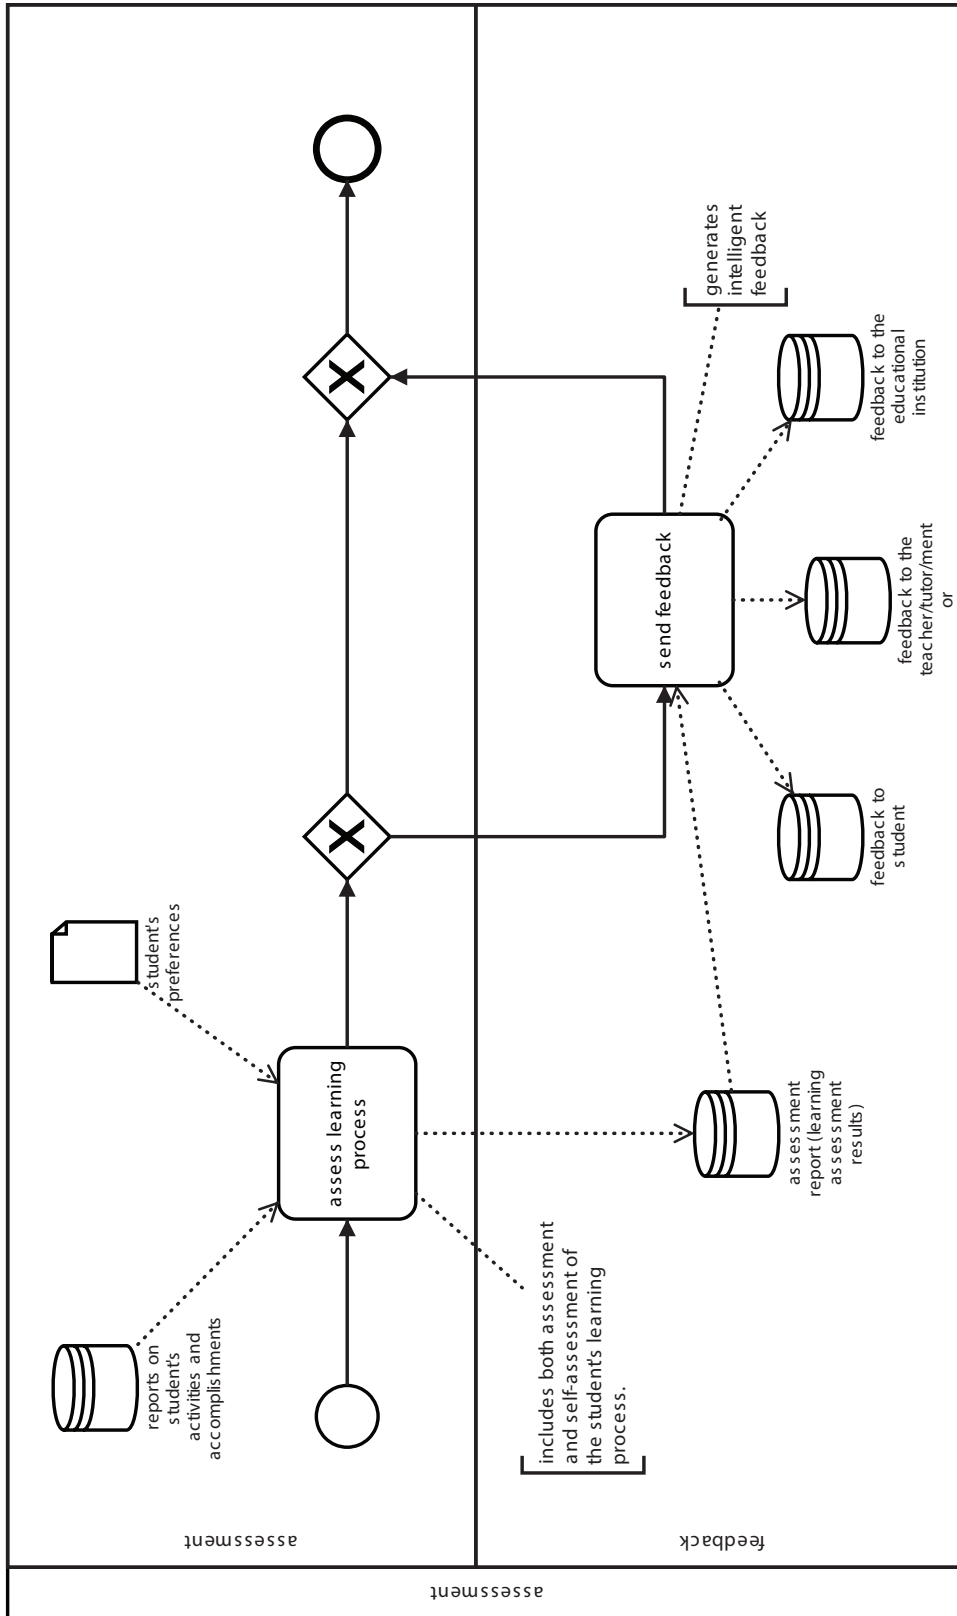 assessment
assessment
feedback
reports on
student's
activities and
accomplishments
student's
preferences
assess learning
process
X
X
includes both assessment
and self-assessment of
the student's learning
process.
assessment
report (learning
assessment
results)
send feedback
generates
intelligent
feedback
feedback to
student
feedback to the
teacher/tutor/ment
or
feedback to the
educational
institution